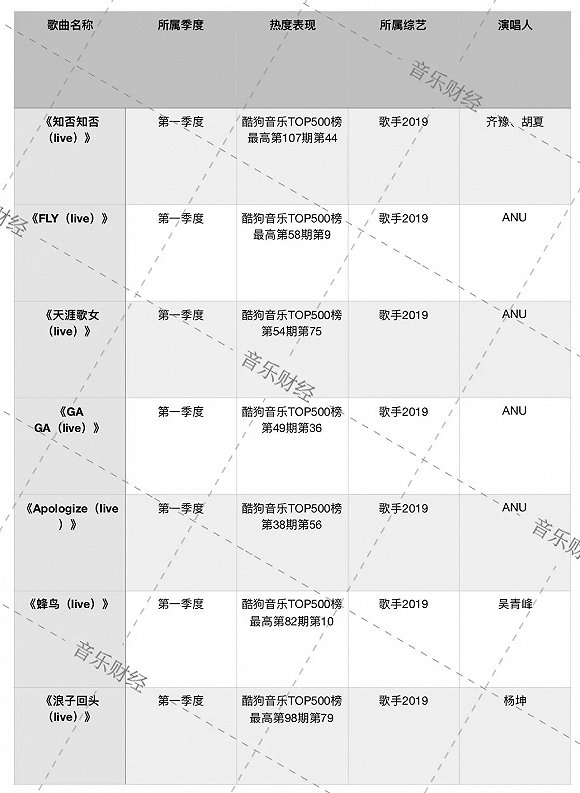 歌曲名称 所属季度 热度表现 所属综艺 演唱人
《知否知否 第一季度 酷狗音乐TOP500榜 歌手2019 齐豫、胡夏
（live）》 最高第107期第44
《FLY（live）》 第一季度 酷狗音乐TOP500榜 歌手2019 ANU
最高第58期第9
《天涯歌女 第一季度 酷狗音乐TOP500榜 歌手2019 ANU
（live）》 第54期第75
《GA 第一季度 酷狗音乐TOP500榜 歌手2019 ANU
GA（live）》 第49期第36
《Apologize（live 第一季度 酷狗音乐TOP500榜 歌手2019 ANU
）》 第38期第56
《蜂鸟（live）》 第一季度 酷狗音乐TOP500榜 歌手2019 吴青峰
最高第82期第10
《浪子回头 第一季度 酷狗音乐TOP500榜 歌手2019 杨坤
（live）》 最高第98期第79
音乐财经
财经
音乐财经
音乐财
音乐财经